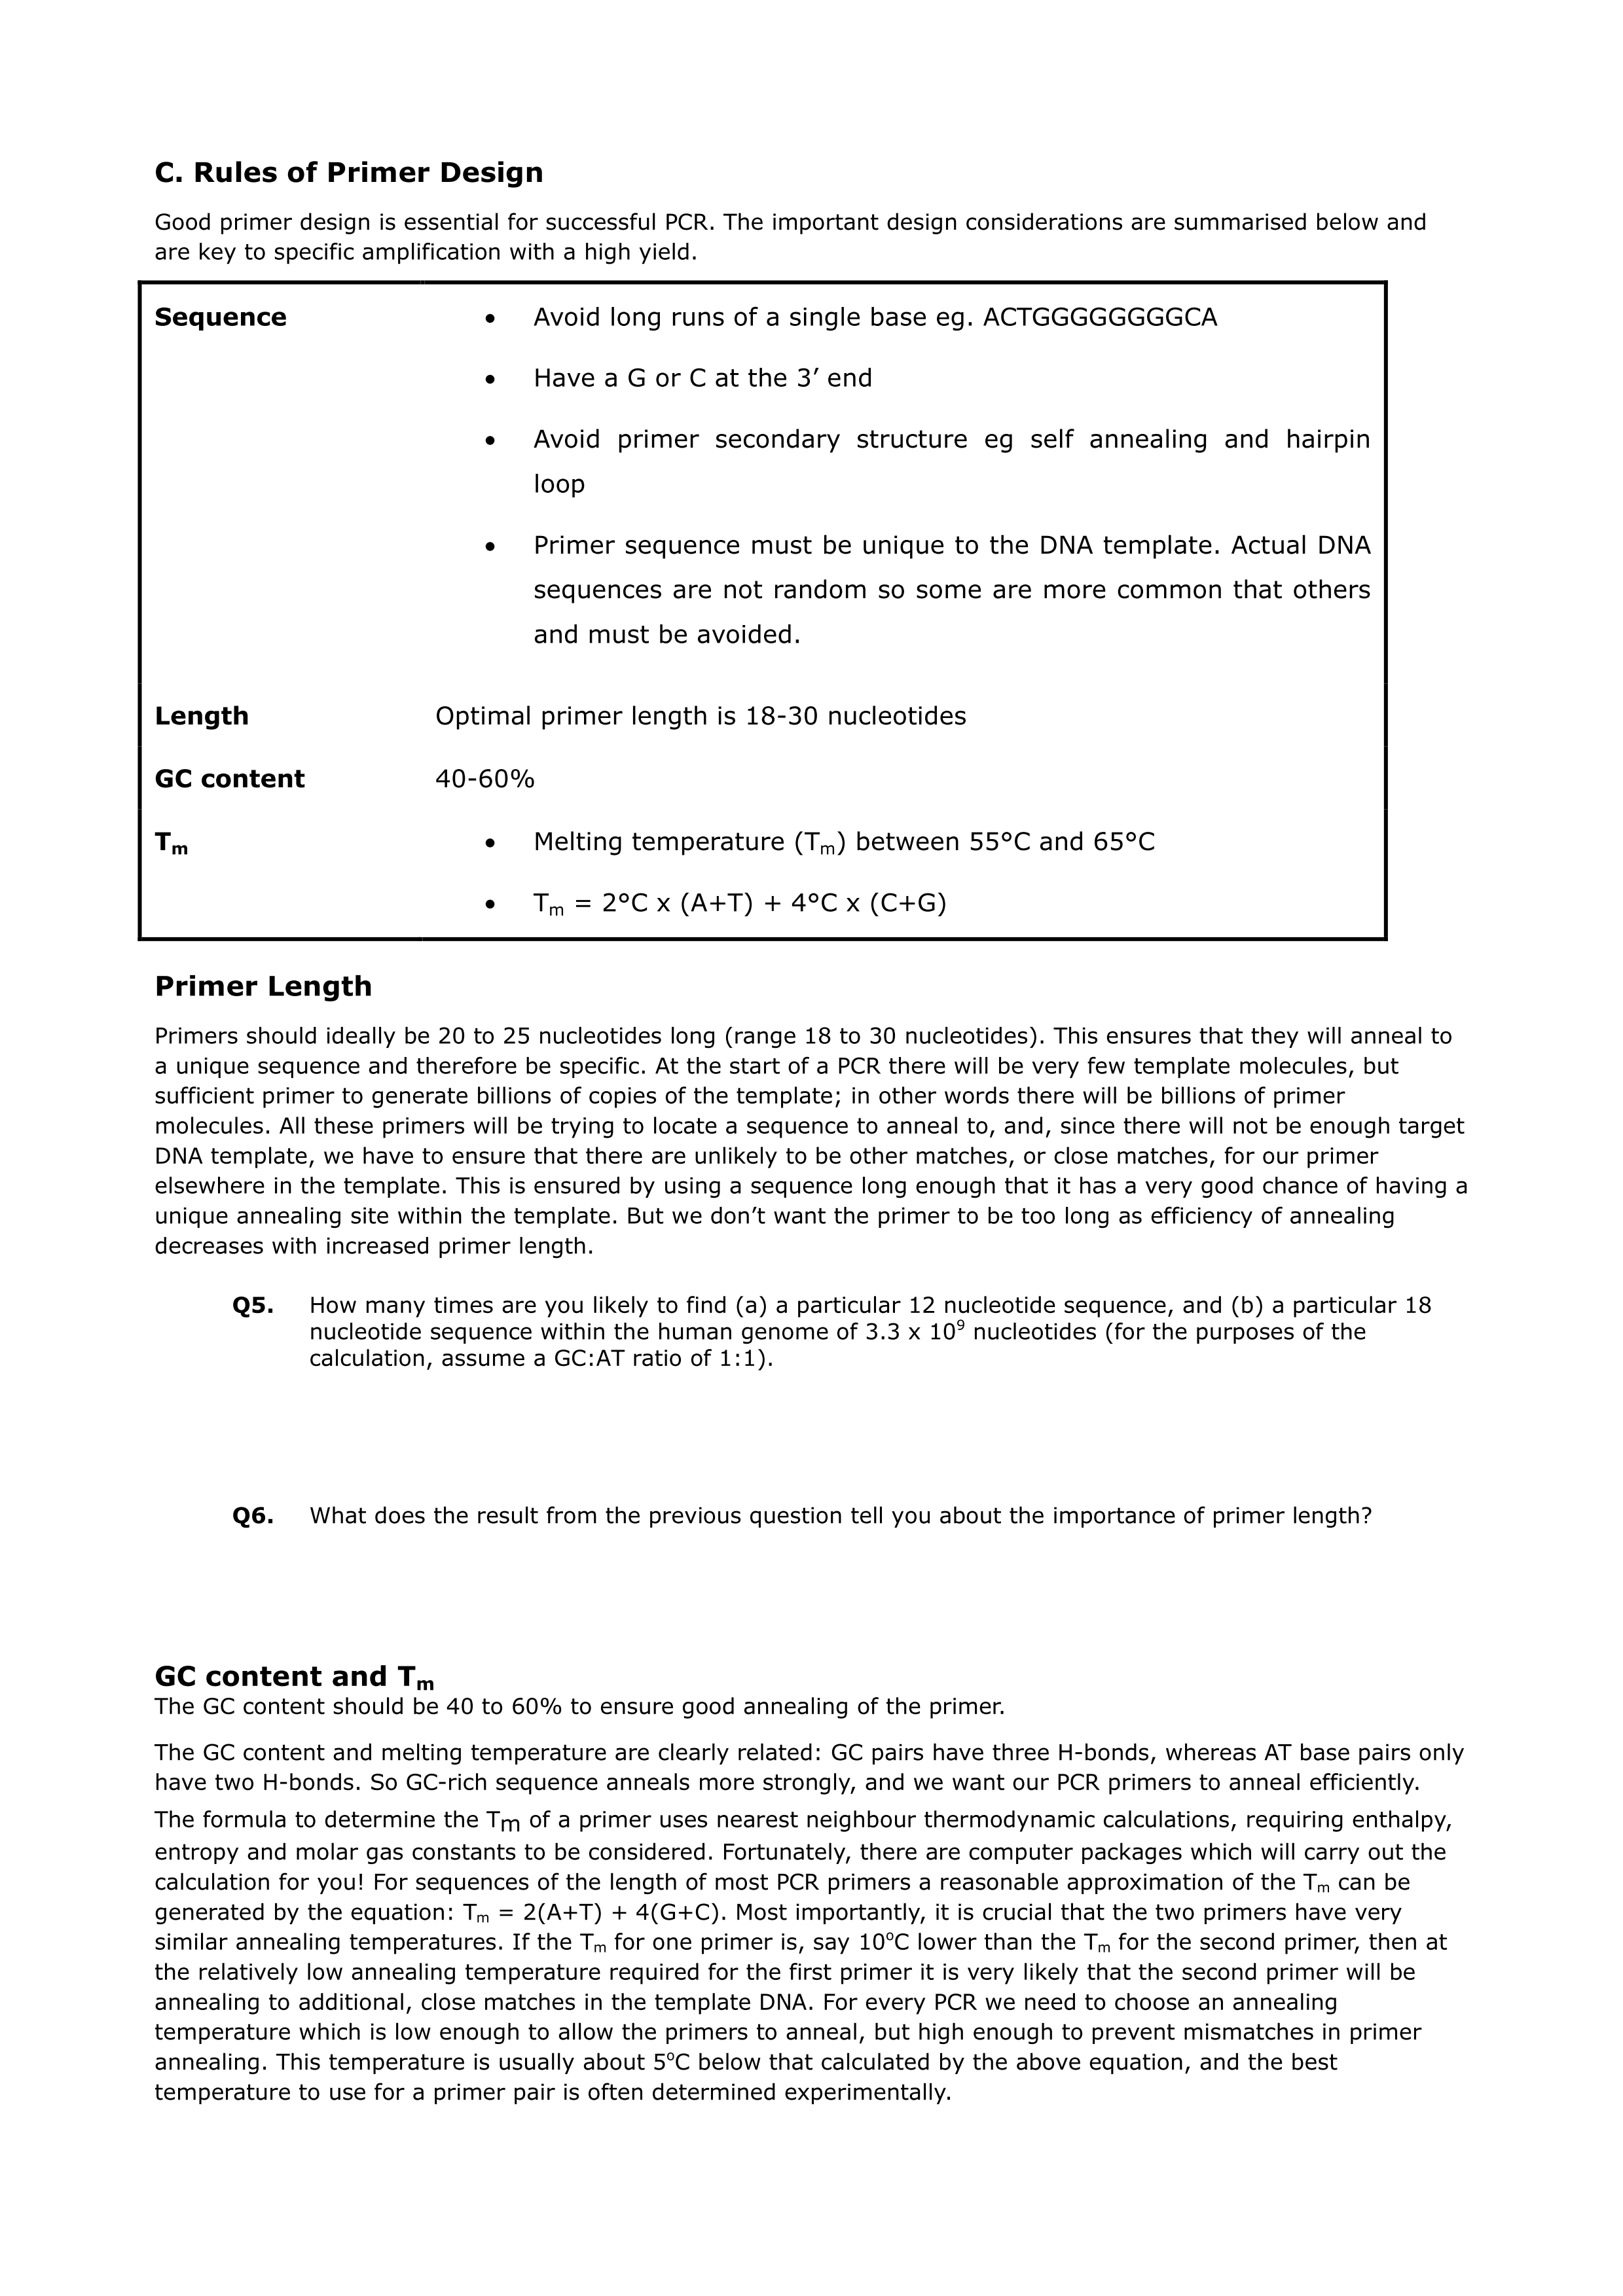 C. Rules of Primer Design
Good primer design is essential for successful PCR. The important design considerations are summarised below and
are key to specific amplification with a high yield.
Sequence
• Avoid long runs of a single base eg. ACTGGGGGGGGCA
• Have a G or C at the 3’ end
• Avoid primer secondary structure eg self annealing and hairpin
loop
• Primer sequence must be unique to the DNA template. Actual DNA
sequences are not random so some are more common that others
and must be avoided.
Length Optimal primer length is 18-30 nucleotides
GC content 40-60%
Tm
• Melting temperature (Tm) between 55°C and 65°C
• Tm = 2°C x (A+T) + 4°C x (C+G)
Primer Length
Primers should ideally be 20 to 25 nucleotides long (range 18 to 30 nucleotides). This ensures that they will anneal to
a unique sequence and therefore be specific. At the start of a PCR there will be very few template molecules, but
sufficient primer to generate billions of copies of the template; in other words there will be billions of primer
molecules. All these primers will be trying to locate a sequence to anneal to, and, since there will not be enough target
DNA template, we have to ensure that there are unlikely to be other matches, or close matches, for our primer
elsewhere in the template. This is ensured by using a sequence long enough that it has a very good chance of having a
unique annealing site within the template. But we don’t want the primer to be too long as efficiency of annealing
decreases with increased primer length.
Q5. How many times are you likely to find (a) a particular 12 nucleotide sequence, and (b) a particular 18
nucleotide sequence within the human genome of 3.3 x 10⁹ nucleotides (for the purposes of the
calculation, assume a GC:AT ratio of 1:1).
Q6. What does the result from the previous question tell you about the importance of primer length?
GC content and Tm
The GC content should be 40 to 60% to ensure good annealing of the primer.
The GC content and melting temperature are clearly related: GC pairs have three H-bonds, whereas AT base pairs only
have two H-bonds. So GC-rich sequence anneals more strongly, and we want our PCR primers to anneal efficiently.
The formula to determine the Tm of a primer uses nearest neighbour thermodynamic calculations, requiring enthalpy,
entropy and molar gas constants to be considered. Fortunately, there are computer packages which will carry out the
calculation for you! For sequences of the length of most PCR primers a reasonable approximation of the Tm can be
generated by the equation: Tm = 2(A+T) + 4(G+C). Most importantly, it is crucial that the two primers have very
similar annealing temperatures. If the Tm for one primer is, say 10ºC lower than the Tm for the second primer, then at
the relatively low annealing temperature required for the first primer it is very likely that the second primer will be
annealing to additional, close matches in the template DNA. For every PCR we need to choose an annealing
temperature which is low enough to allow the primers to anneal, but high enough to prevent mismatches in primer
annealing. This temperature is usually about 5ºC below that calculated by the above equation, and the best
temperature to use for a primer pair is often determined experimentally.